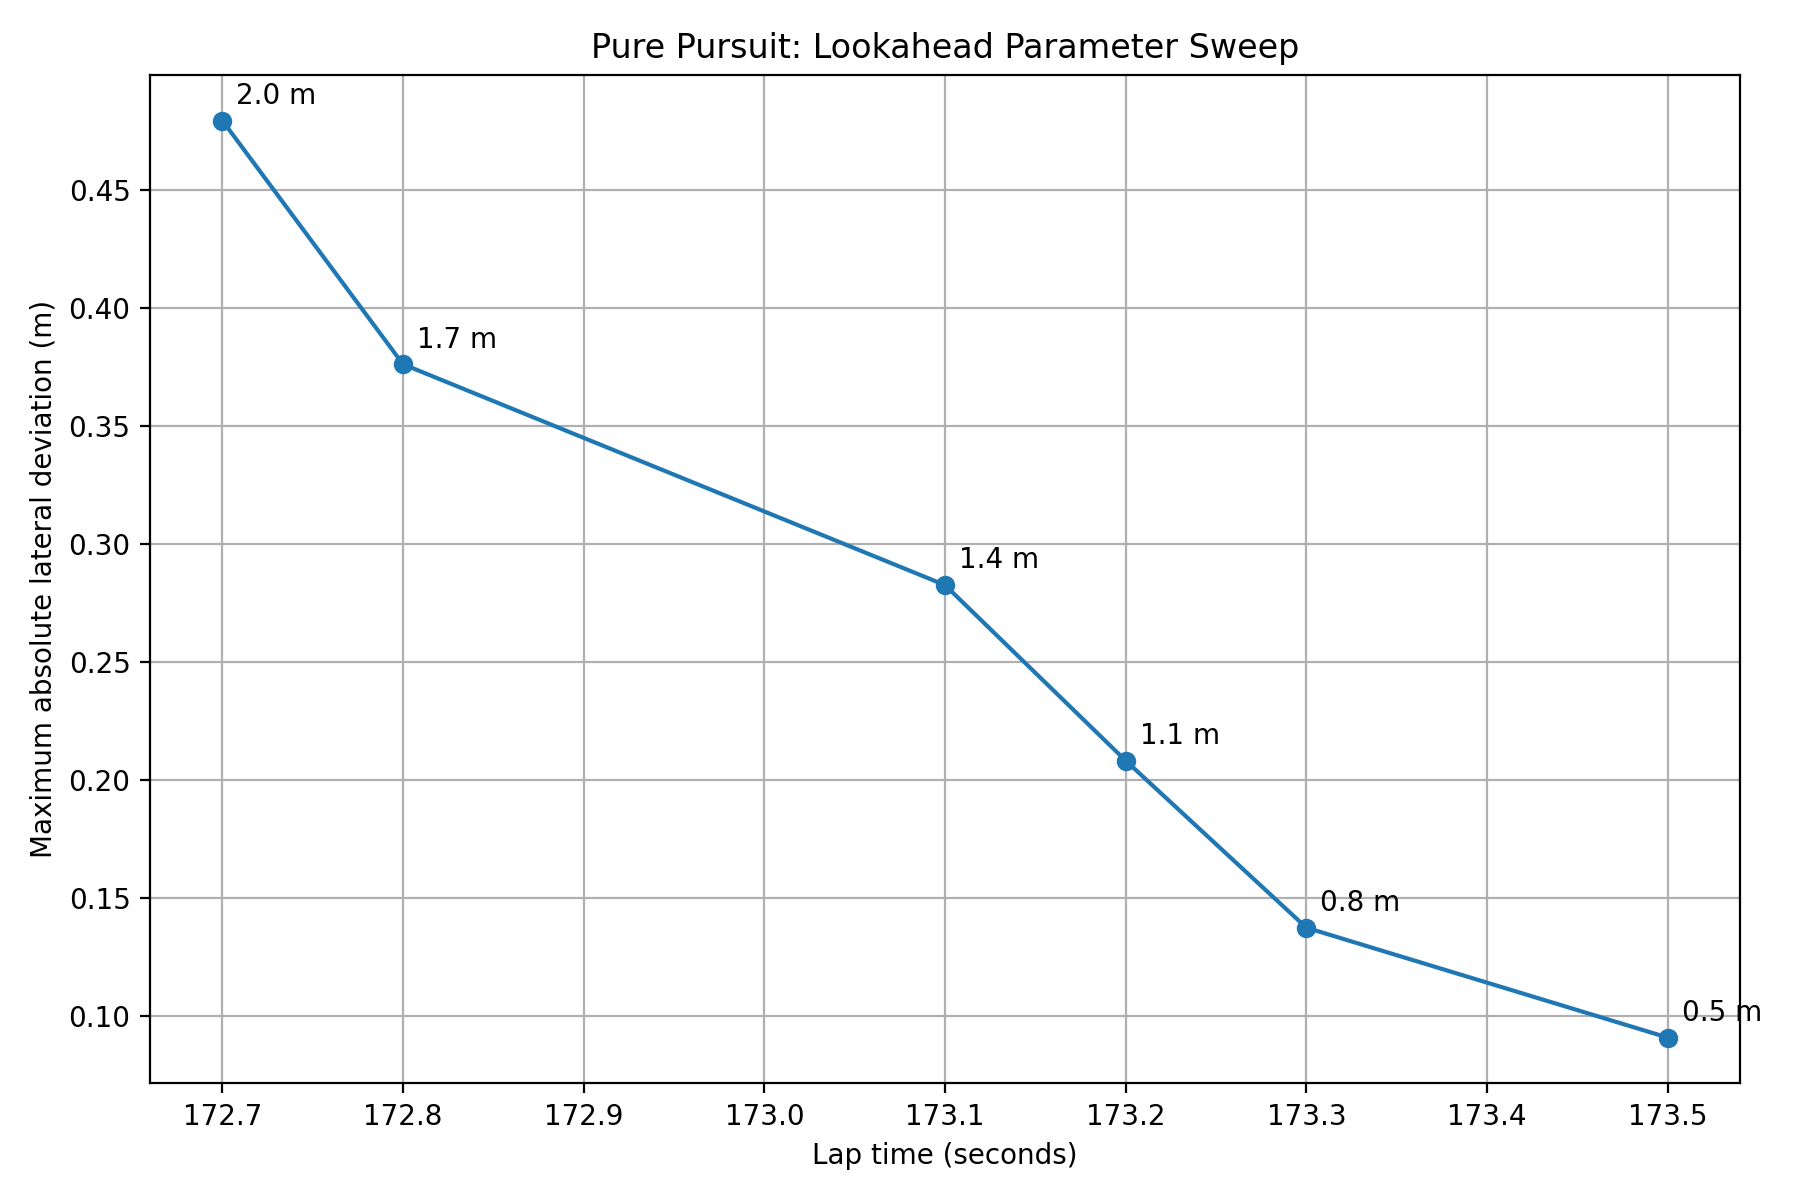 Pure Pursuit: Lookahead Parameter Sweep
Maximum absolute lateral deviation (m)
0.45
0.40
0.35
0.30
0.25
0.20
0.15
0.10
2.0 m
1.7 m
1.4 m
1.1 m
0.8 m
0.5 m
172.7 172.8 172.9 173.0 173.1 173.2 173.3 173.4 173.5
Lap time (seconds)